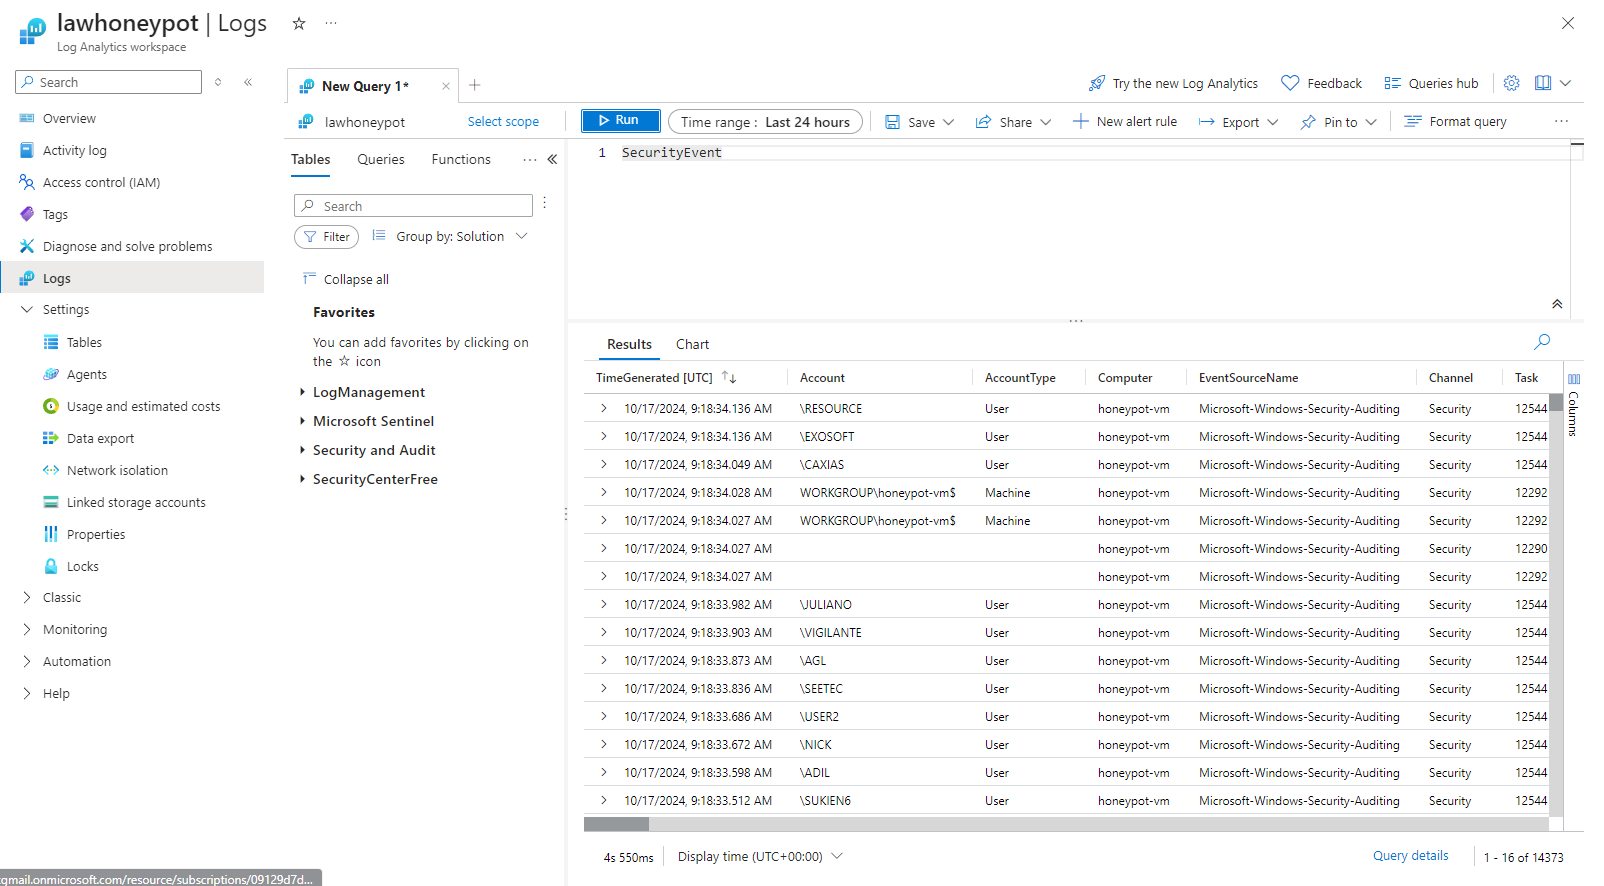 lawhoneypot | Logs
Log Analytics workspace
Search
Overview
Activity log
Access control (IAM)
Tags
Diagnose and solve problems
Logs
Settings
Tables
Agents
Usage and estimated costs
Data export
Network isolation
Linked storage accounts
Properties
Locks
Classic
Monitoring
Automation
Help
New Query 1*
Try the new Log Analytics Feedback Queries hub
lawhoneypot Select scope
Run Time range : Last 24 hours Save Share New alert rule Export Pin to Format query
Tables Queries Functions
Search
Filter Group by: Solution
Collapse all
Favorites
You can add favorites by clicking on
the ☆ icon
LogManagement
Microsoft Sentinel
Security and Audit
SecurityCenterFree
1 SecurityEvent
Results Chart
TimeGenerated [UTC] Account AccountType Computer EventSourceName Channel Task
10/17/2024, 9:18:34.136 AM \RESOURCE User honeypot-vm Microsoft-Windows-Security-Auditing Security 12544
10/17/2024, 9:18:34.136 AM \EXOSOFT User honeypot-vm Microsoft-Windows-Security-Auditing Security 12544
10/17/2024, 9:18:34.049 AM \CAXIAS User honeypot-vm Microsoft-Windows-Security-Auditing Security 12544
10/17/2024, 9:18:34.028 AM WORKGROUP\honeypot-vm$ Machine honeypot-vm Microsoft-Windows-Security-Auditing Security 12292
10/17/2024, 9:18:34.027 AM WORKGROUP\honeypot-vm$ Machine honeypot-vm Microsoft-Windows-Security-Auditing Security 12292
10/17/2024, 9:18:34.027 AM honeypot-vm Microsoft-Windows-Security-Auditing Security 12290
10/17/2024, 9:18:34.027 AM honeypot-vm Microsoft-Windows-Security-Auditing Security 12292
10/17/2024, 9:18:33.982 AM \JULIANO User honeypot-vm Microsoft-Windows-Security-Auditing Security 12544
10/17/2024, 9:18:33.903 AM \VIGILANTE User honeypot-vm Microsoft-Windows-Security-Auditing Security 12544
10/17/2024, 9:18:33.873 AM \AGL User honeypot-vm Microsoft-Windows-Security-Auditing Security 12544
10/17/2024, 9:18:33.836 AM \SEETEC User honeypot-vm Microsoft-Windows-Security-Auditing Security 12544
10/17/2024, 9:18:33.686 AM \USER2 User honeypot-vm Microsoft-Windows-Security-Auditing Security 12544
10/17/2024, 9:18:33.672 AM \NICK User honeypot-vm Microsoft-Windows-Security-Auditing Security 12544
10/17/2024, 9:18:33.598 AM \ADIL User honeypot-vm Microsoft-Windows-Security-Auditing Security 12544
10/17/2024, 9:18:33.512 AM \SUKIEN6 User honeypot-vm Microsoft-Windows-Security-Auditing Security 12544
Columns
4s 550ms Display time (UTC+00:00) Query details 1 - 16 of 14373
gmail.onmicrosoft.com/resource/subscriptions/09129d7d...